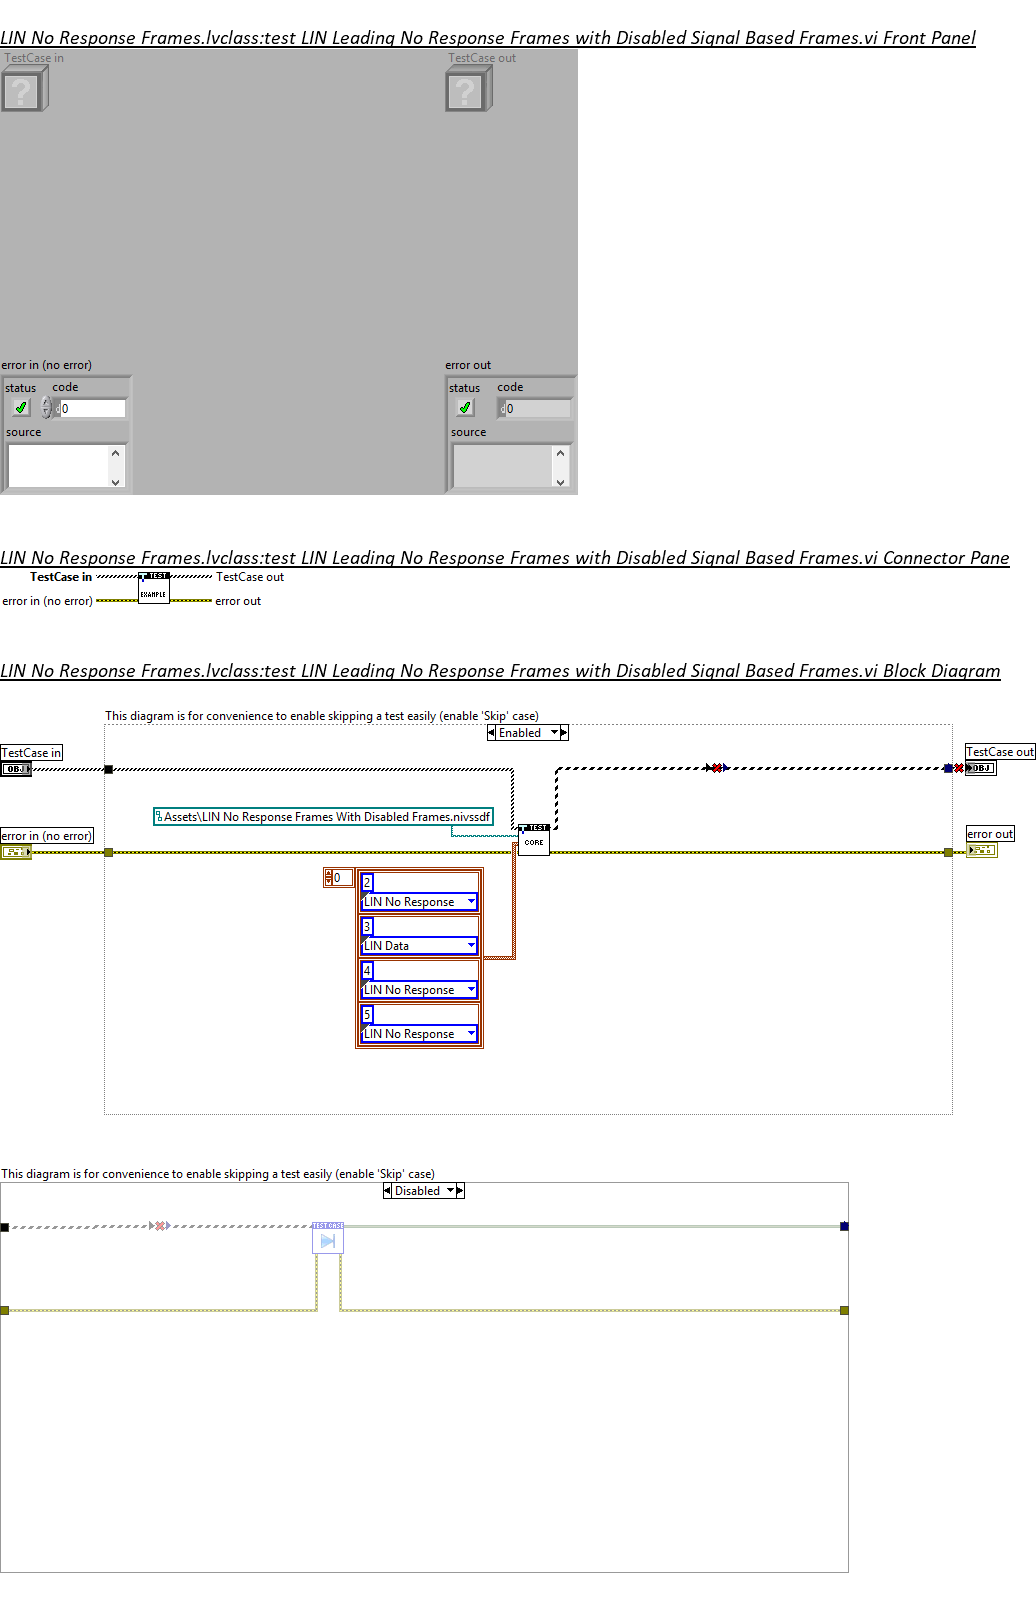 LIN No Response Frames.lvclass:test LIN Leading No Response Frames with Disabled Signal Based Frames.vi Front Panel
TestCase in
TestCase out
?
?
error in (no error)
error out
status code
status code
d0
d0
source
source
LIN No Response Frames.lvclass:test LIN Leading No Response Frames with Disabled Signal Based Frames.vi Connector Pane
TestCase in
TEST
TestCase out
error in (no error)
EXAMPLE
error out
LIN No Response Frames.lvclass:test LIN Leading No Response Frames with Disabled Signal Based Frames.vi Block Diagram
This diagram is for convenience to enable skipping a test easily (enable 'Skip' case)
Enabled
TestCase in
TestCase out
OBJ
OBJ
Assets\LIN No Response Frames With Disabled Frames.nivssdf
TEST
CORE
error in (no error)
error out
0
2
LIN No Response
3
LIN Data
4
LIN No Response
5
LIN No Response
This diagram is for convenience to enable skipping a test easily (enable 'Skip' case)
Disabled
TEST CASE